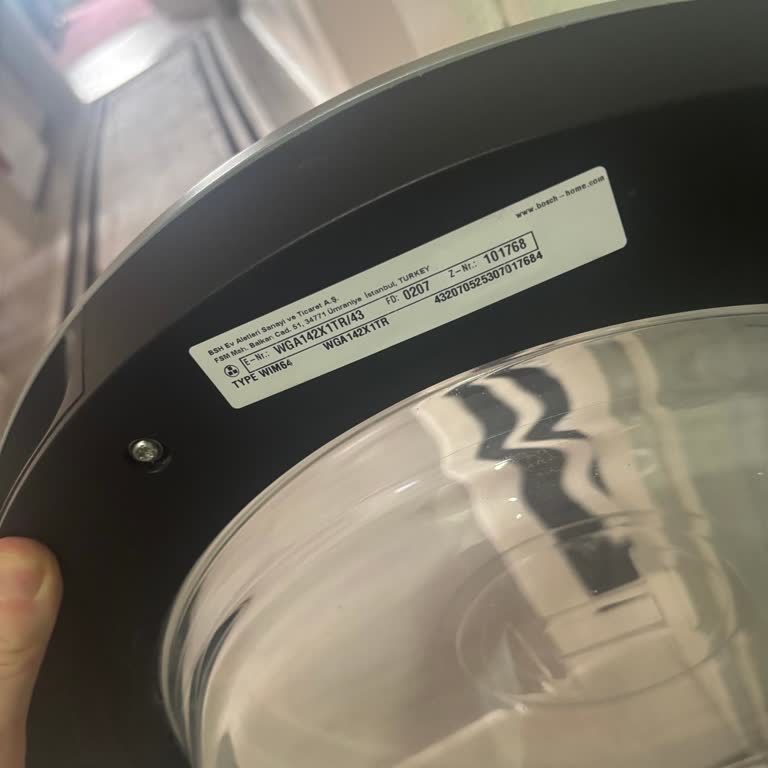 www.bosch-home.com
BSH Ev Aletleri Sanayi ve Ticaret A.Ş.
FSM Mah. Balkan Cad. 51, 34771 Ümraniye İstanbul, TURKEY
E-Nr.: WGA142X1TR/43 FD: 0207 Z-Nr.: 101768
TYPE WIM64 WGA142X1TR 432070525307017684